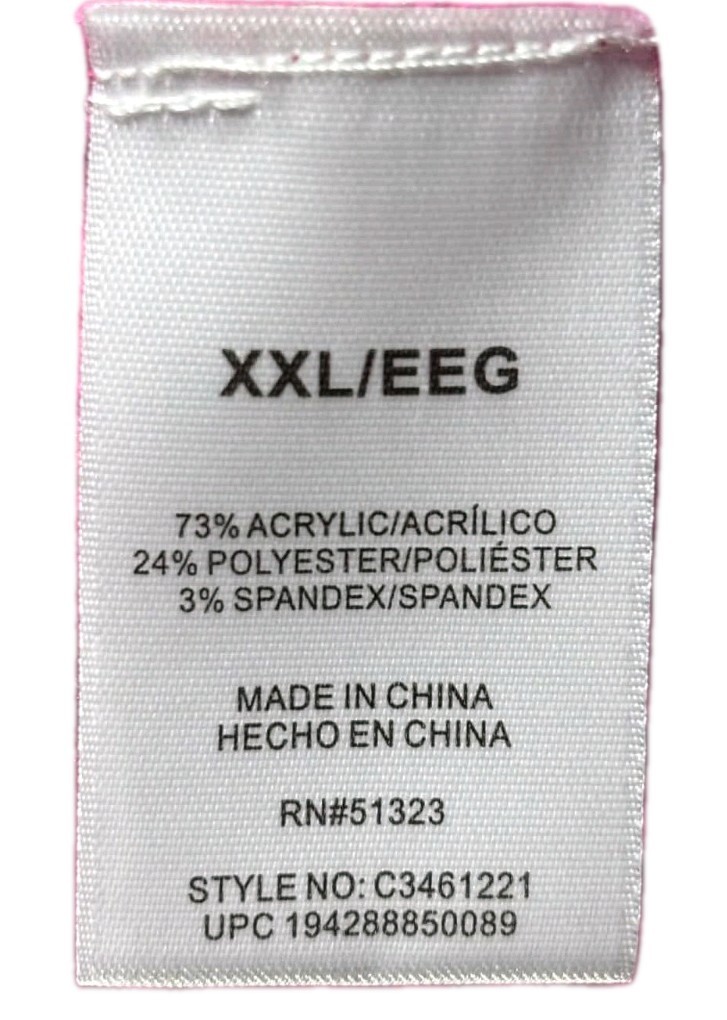 XXL/EEG
73% ACRYLIC/ACRÍLICO
24% POLYESTER/POLIÉSTER
3% SPANDEX/SPANDEX
MADE IN CHINA
HECHO EN CHINA
RN#51323
STYLE NO: C3461221
UPC 194288850089